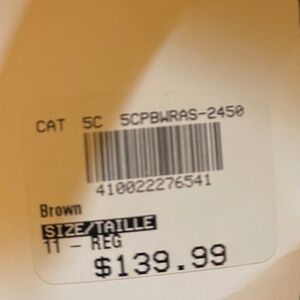 CAT 5C 5CPBWRAS-2450
410022276541
Brown
SIZE/TAILLE
11 - REG
$139.99